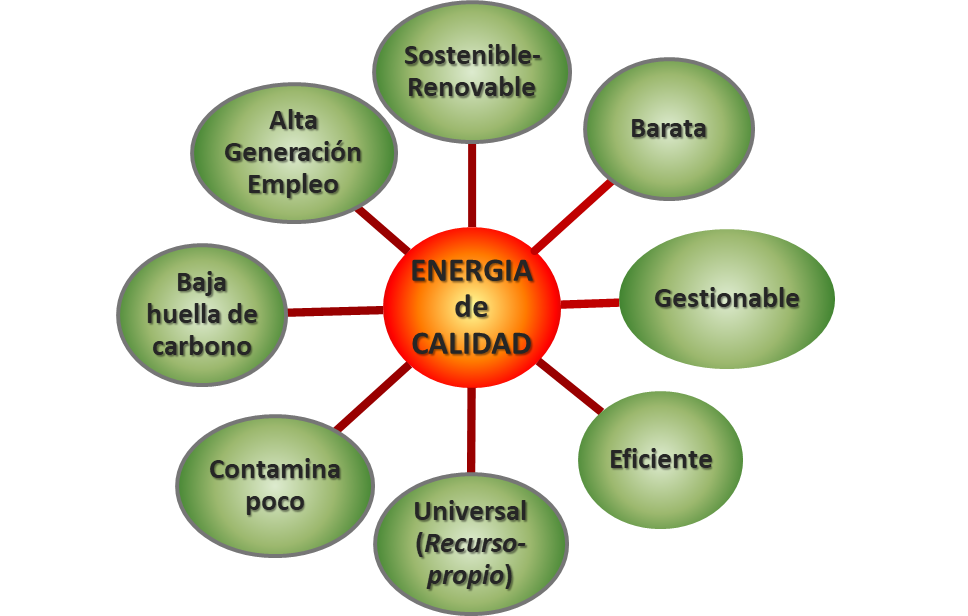 Sostenible-
Renovable
Barata
Gestionable
Eficiente
Universal
(Recurso-
propio)
Contamina
poco
Baja
huella de
carbono
Alta
Generación
Empleo
ENERGIA
de
CALIDAD